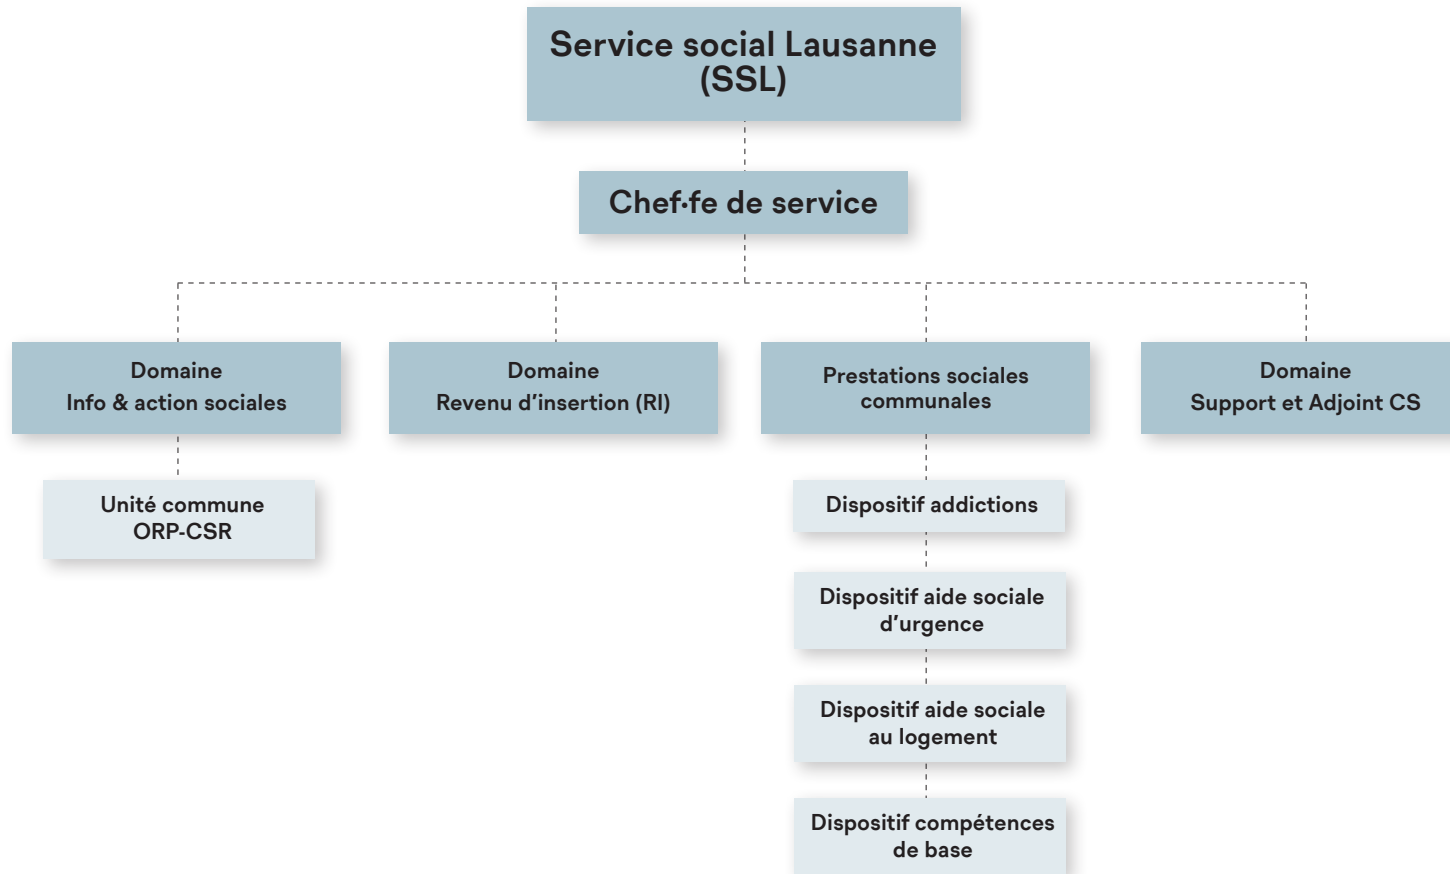 Service social Lausanne
(SSL)
Chef·fe de service
Domaine
Info & action sociales
Domaine
Revenu d’insertion (RI)
Prestations sociales
communales
Domaine
Support et Adjoint CS
Unité commune
ORP-CSR
Dispositif addictions
Dispositif aide sociale
d’urgence
Dispositif aide sociale
au logement
Dispositif compétences
de base